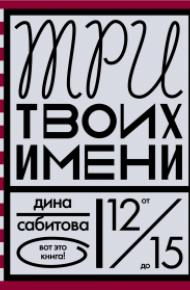 ТРИ
ТВОИХ
ИМЕНИ
ДИНА
САБИТОВА
ВОТ ЭТО
КНИГА!
ОТ
12/15
ДО